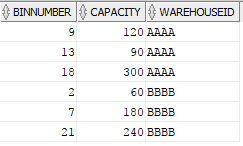 BINNUMBER CAPACITY WAREHOUSEID
9 120 AAAA
13 90 AAAA
18 300 AAAA
2 60 BBBB
7 180 BBBB
21 240 BBBB